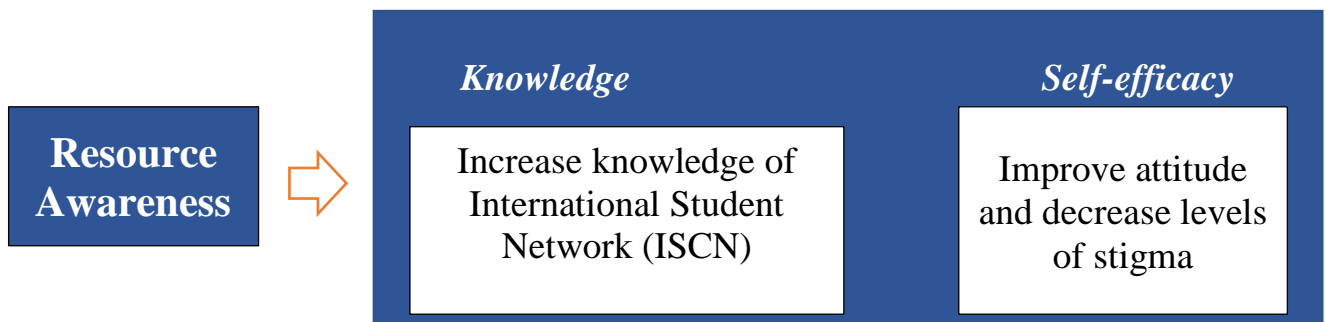 Resource
Awareness
Knowledge
Increase knowledge of
International Student
Network (ISCN)
Self-efficacy
Improve attitude
and decrease levels
of stigma